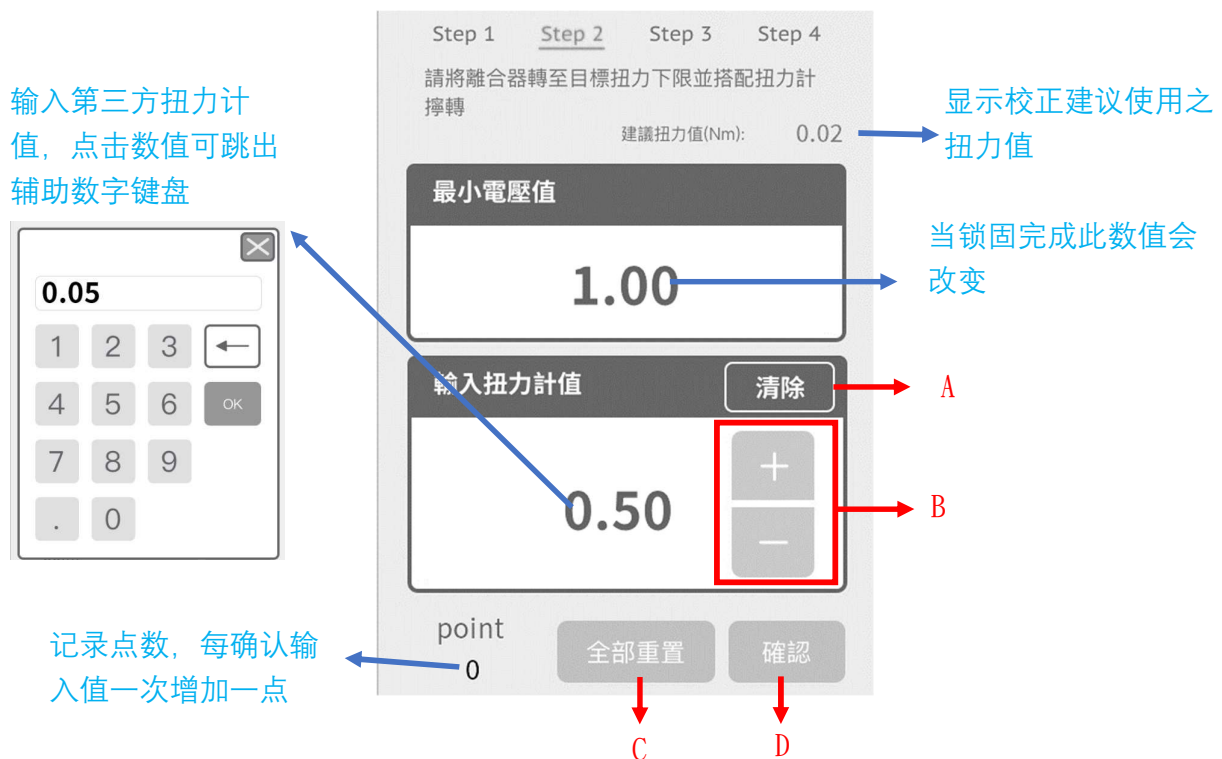 Step 1 Step 2 Step 3 Step 4
請將離合器轉至目標扭力下限並搭配扭力計
擰轉
建議扭力值(Nm): 0.02
输入第三方扭力计
值，点击数值可跳出
辅助数字键盘
显示校正建议使用之
扭力值
最小電壓值
1.00
当锁固完成此数值会
改变
0.05
1 2 3 ←
4 5 6 OK
7 8 9
. 0
輸入扭力計值 清除
A
0.50
+
−
B
point
0
全部重置 確認
记录点数，每确认输
入值一次增加一点
C D